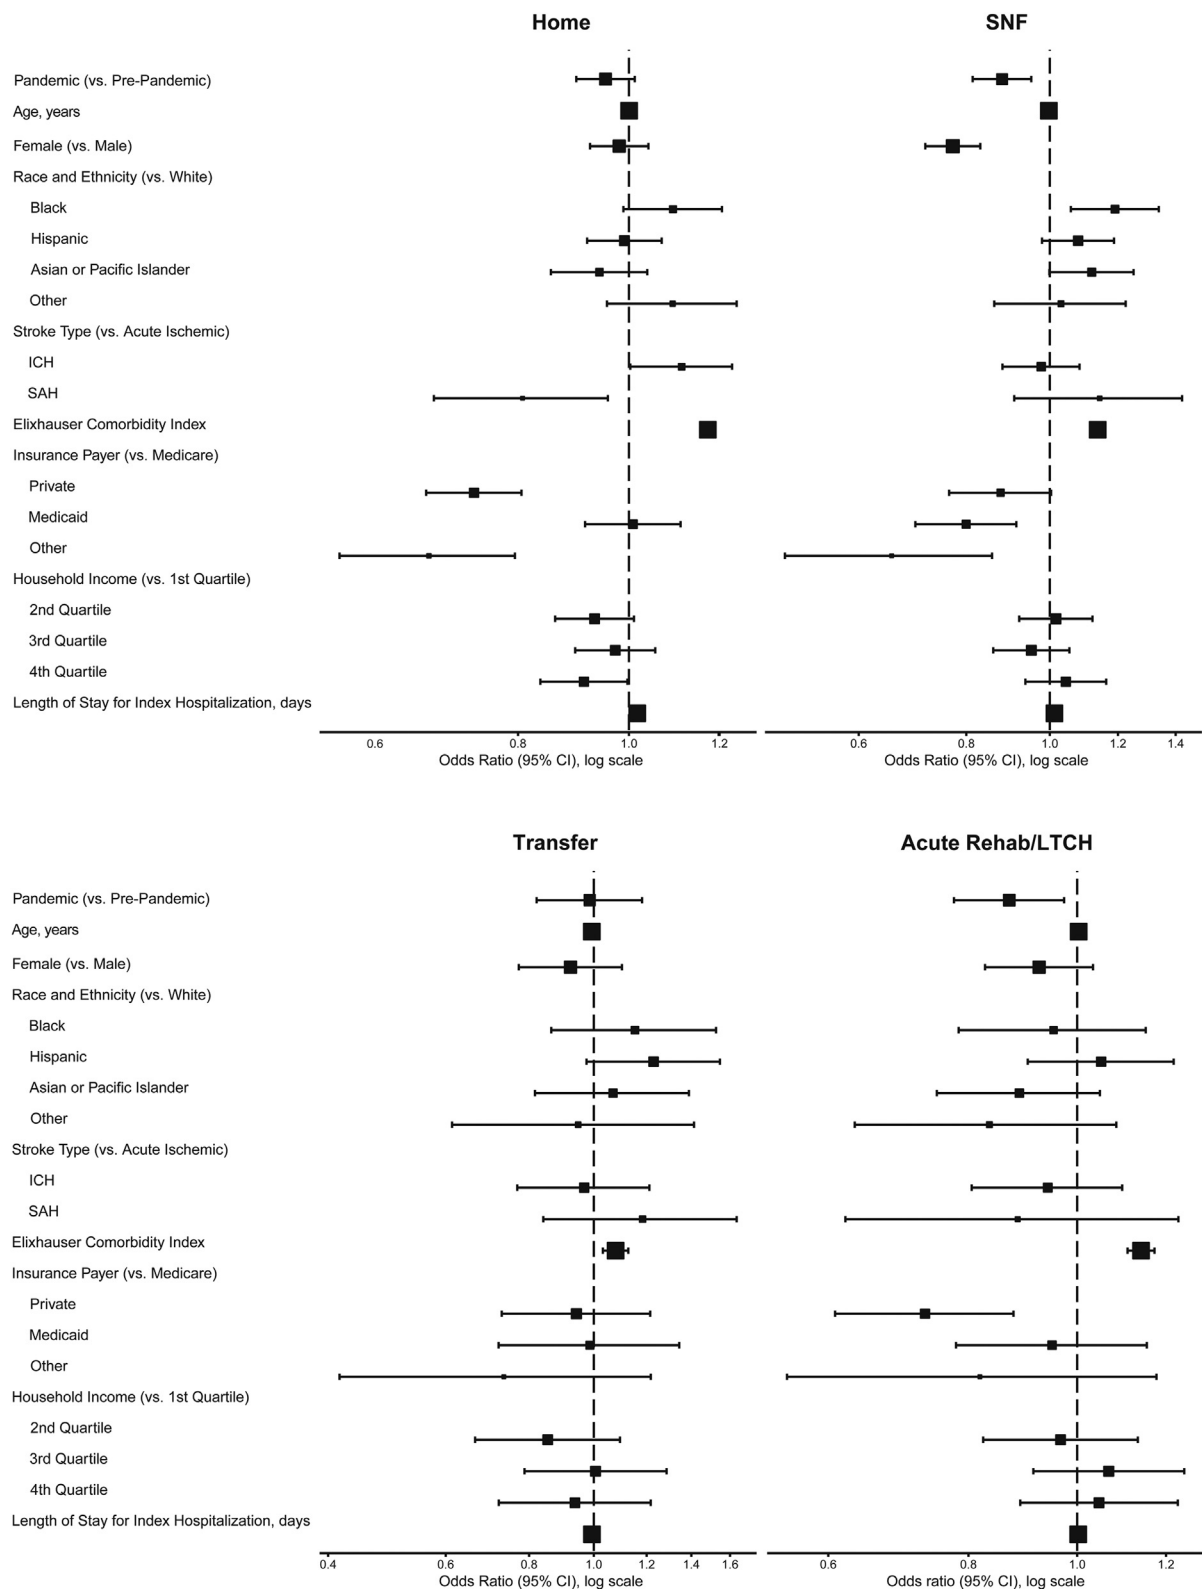 Home
SNF
Pandemic (vs. Pre-Pandemic)
Age, years
Female (vs. Male)
Race and Ethnicity (vs. White)
Black
Hispanic
Asian or Pacific Islander
Other
Stroke Type (vs. Acute Ischemic)
ICH
SAH
Elixhauser Comorbidity Index
Insurance Payer (vs. Medicare)
Private
Medicaid
Other
Household Income (vs. 1st Quartile)
2nd Quartile
3rd Quartile
4th Quartile
Length of Stay for Index Hospitalization, days
0.6 0.8 1.0 1.2
0.6 0.8 1.0 1.2 1.4
Odds Ratio (95% CI), log scale
Odds Ratio (95% CI), log scale
Transfer
Acute Rehab/LTCH
Pandemic (vs. Pre-Pandemic)
Age, years
Female (vs. Male)
Race and Ethnicity (vs. White)
Black
Hispanic
Asian or Pacific Islander
Other
Stroke Type (vs. Acute Ischemic)
ICH
SAH
Elixhauser Comorbidity Index
Insurance Payer (vs. Medicare)
Private
Medicaid
Other
Household Income (vs. 1st Quartile)
2nd Quartile
3rd Quartile
4th Quartile
Length of Stay for Index Hospitalization, days
0.4 0.6 0.8 1.0 1.2 1.4 1.6
0.6 0.8 1.0 1.2
Odds Ratio (95% CI), log scale
Odds ratio (95% CI), log scale